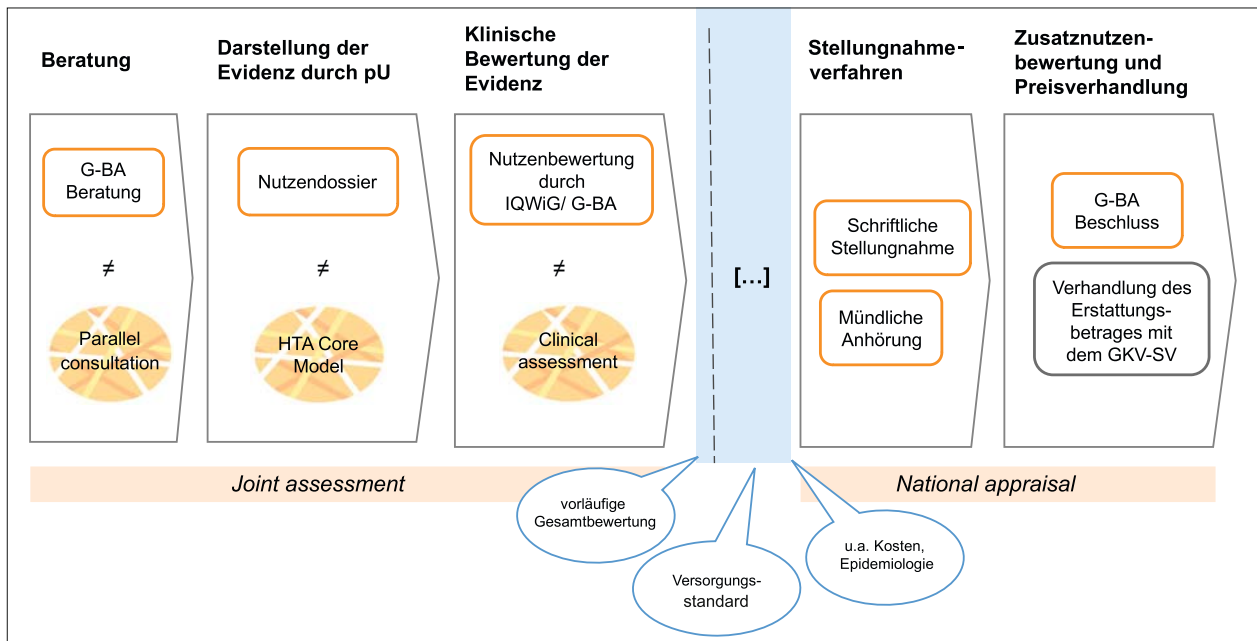 Beratung
G-BA
Beratung
≠
Parallel
consultation
Darstellung der
Evidenz durch pU
Nutzendossier
≠
HTA Core
Model
Klinische
Bewertung der
Evidenz
Nutzenbewertung
durch
IQWiG/ G-BA
≠
Clinical
assessment
[...]
Stellungnahme-
verfahren
Schriftliche
Stellungnahme
Mündliche
Anhörung
Zusatznutzen-
bewertung und
Preisverhandlung
G-BA
Beschluss
Verhandlung des
Erstattungs-
betrages mit
dem GKV-SV
Joint assessment
National appraisal
vorläufige
Gesamtbewertung
Versorgungs-
standard
u.a. Kosten,
Epidemiologie